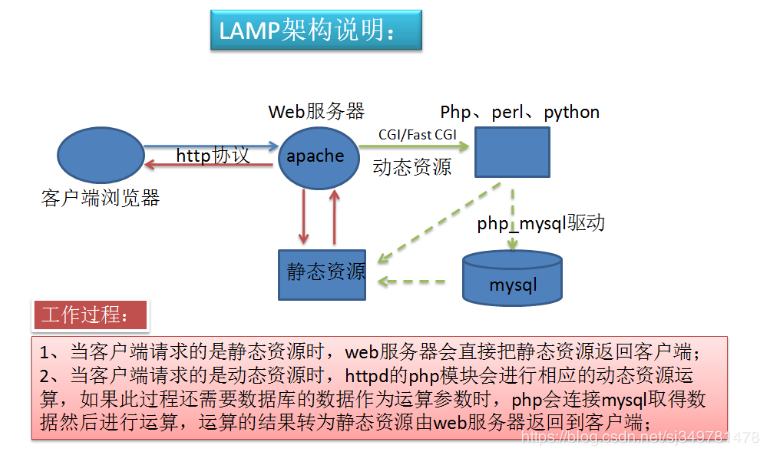 LAMP架构说明：
Web服务器
Php、perl、python
CGI/Fast CGI
http协议
apache
动态资源
客户端浏览器
php_mysql驱动
静态资源
mysql
工作过程：
1、当客户端请求的是静态资源时，web服务器会直接把静态资源返回客户端；
2、当客户端请求的是动态资源时，httpd的php模块会进行相应的动态资源运
算，如果此过程还需要数据库的数据作为运算参数时，php会连接mysql取得数
据然后进行运算，运算的结果转为静态资源由web服务器返回到客户端；
https://blog.csdn.net/sj349781478